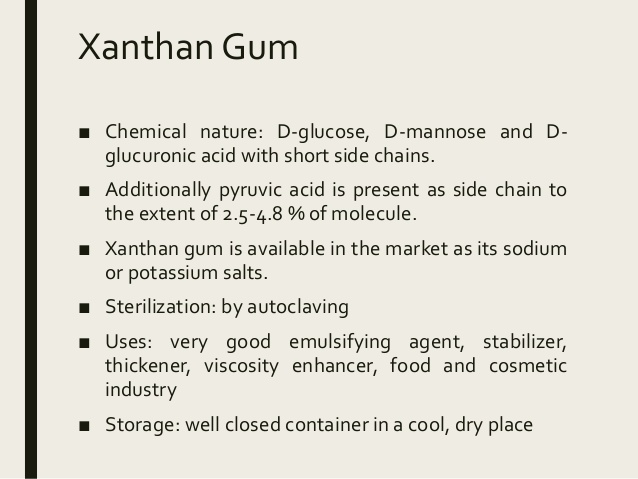 Xanthan Gum
■ Chemical nature: D-glucose, D-mannose and D-
glucuronic acid with short side chains.
■ Additionally pyruvic acid is present as side chain to
the extent of 2.5-4.8 % of molecule.
■ Xanthan gum is available in the market as its sodium
or potassium salts.
■ Sterilization: by autoclaving
■ Uses: very good emulsifying agent, stabilizer,
thickener, viscosity enhancer, food and cosmetic
industry
■ Storage: well closed container in a cool, dry place